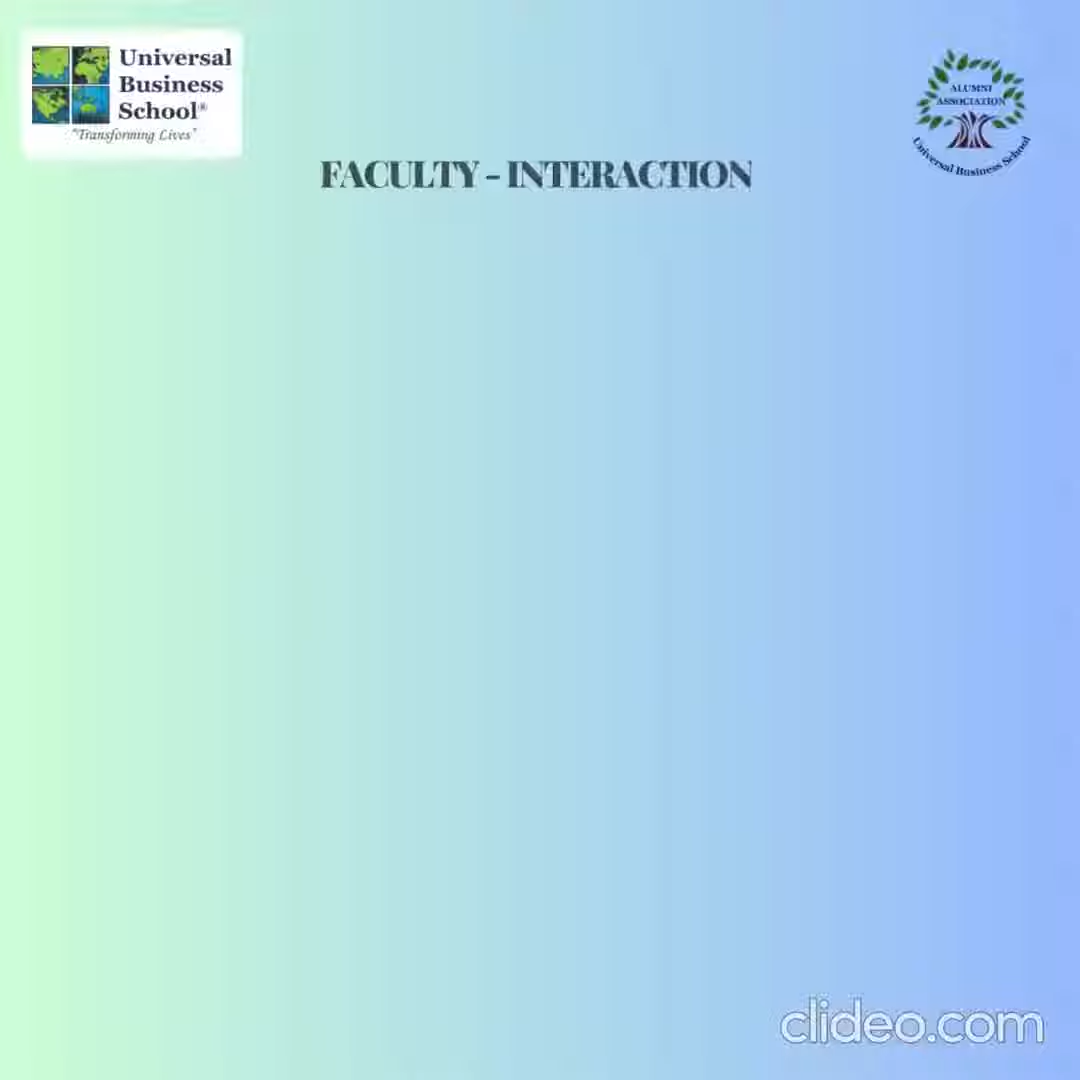 Universal
Business
School®
"Transforming Lives"
ALUMNI
ASSOCIATION
Universal Business School
FACULTY - INTERACTION
clideo.com